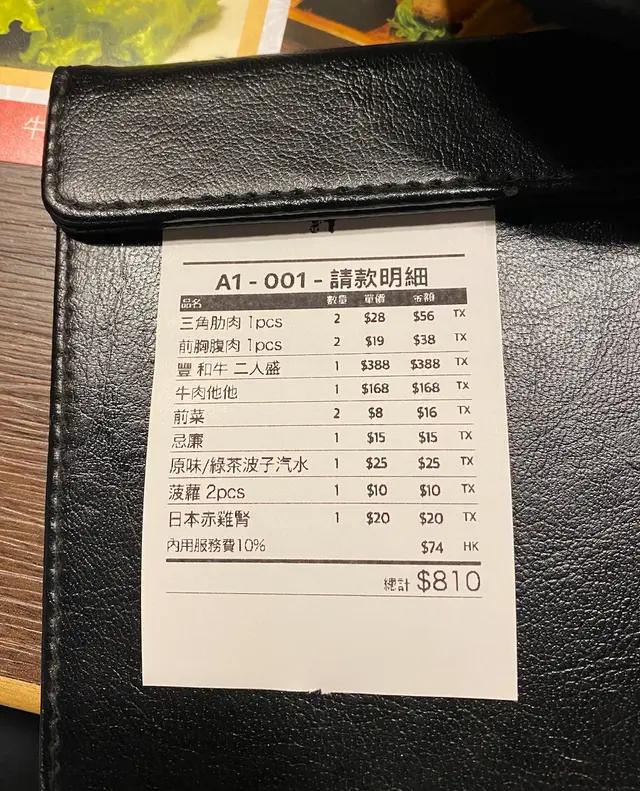 牛
A1 - 001 - 請款明細
品名 數量 單價 金額
三角肋肉 1pcs 2 $28 $56 TX
前胸腹肉 1pcs 2 $19 $38 TX
豐 和牛 二人盛 1 $388 $388 TX
牛肉他他 1 $168 $168 TX
前菜 2 $8 $16 TX
忌廉 1 $15 $15 TX
原味/綠茶波子汽水 1 $25 $25 TX
菠蘿 2pcs 1 $10 $10 TX
日本赤雞腎 1 $20 $20 TX
內用服務費10% $74 HK
總計 $810